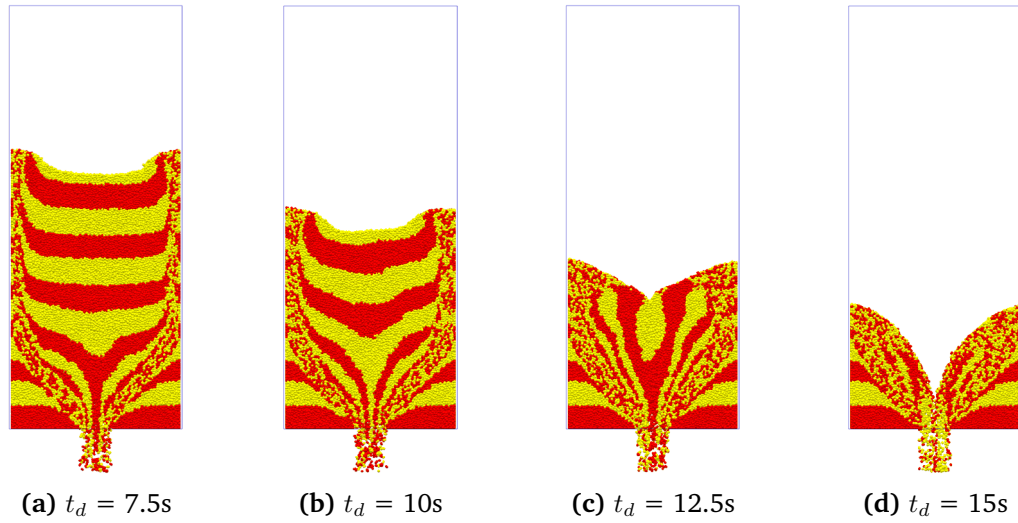 (a) t_d = 7.5s
(b) t_d = 10s
(c) t_d = 12.5s
(d) t_d = 15s